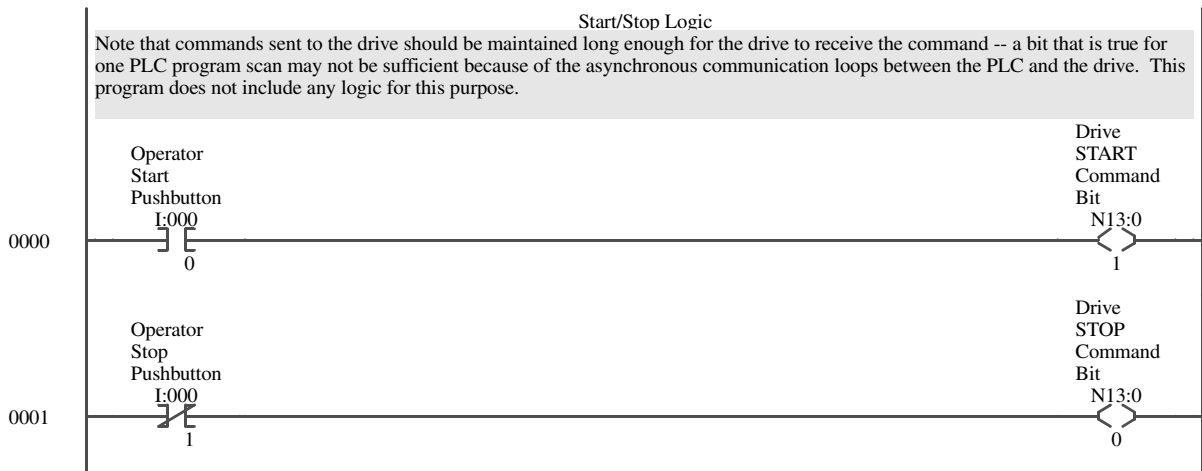 Start/Stop Logic
Note that commands sent to the drive should be maintained long enough for the drive to receive the command -- a bit that is true for
one PLC program scan may not be sufficient because of the asynchronous communication loops between the PLC and the drive.  This
program does not include any logic for this purpose.
Operator
Start
Pushbutton
I:000
0
Drive
START
Command
Bit
N13:0
1
0000
Operator
Stop
Pushbutton
I:000
1
Drive
STOP
Command
Bit
N13:0
0
0001